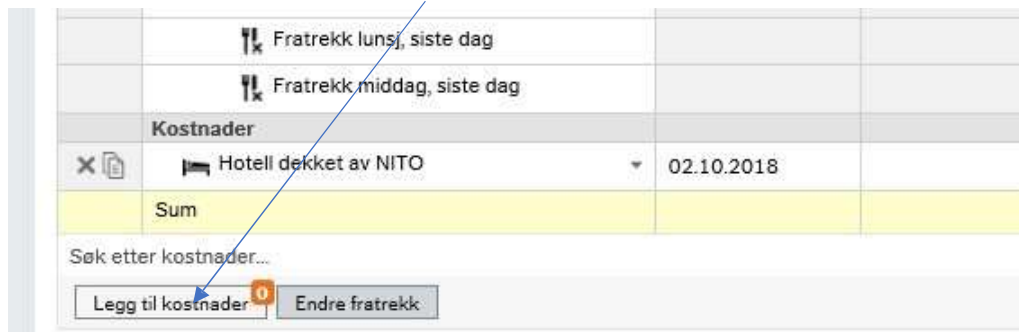 Fratrekk lunsj, siste dag
Fratrekk middag, siste dag
Kostnader
Hotell dekket av NITO 02.10.2018
Sum
Søk etter kostnader...
Legg til kostnader 0 Endre fratrekk